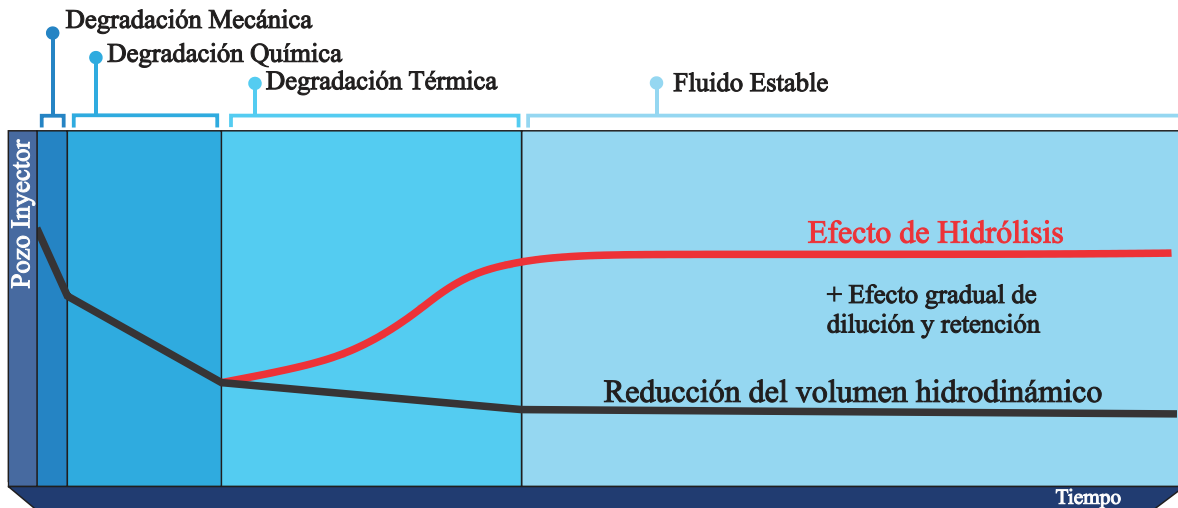 Degradación Mecánica
Degradación Química
Degradación Térmica
Fluido Estable
Pozo Inyector
Efecto de Hidrólisis
+ Efecto gradual de
dilución y retención
Reducción del volumen hidrodinámico
Tiempo